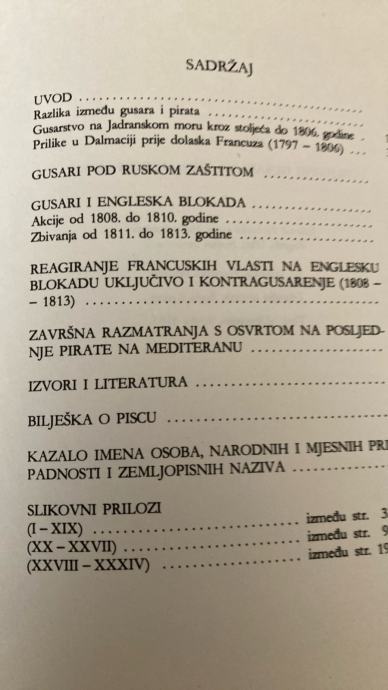 SADRŽAJ
UVOD ..........................................
Razlika između gusara i pirata ..........................
Gusarstvo na Jadranskom moru kroz stoljeća do 1806. godine .
Prilike u Dalmaciji prije dolaska Francuza (1797 – 1806) ...
GUSARI POD RUSKOM ZAŠTITOM .................
GUSARI I ENGLESKA BLOKADA ...................
Akcije od 1808. do 1810. godine .......................
Zbivanja od 1811. do 1813. godine .....................
REAGIRANJE FRANCUSKIH VLASTI NA ENGLESKU
BLOKADU UKLJUČIVO I KONTRAGUSARENJE (1808 –
– 1813) ..........................................
ZAVRŠNA RAZMATRANJA S OSVRTOM NA POSLJED-
NJE PIRATE NA MEDITERANU ...................
IZVORI I LITERATURA ............................
BILJEŠKA O PISCU ...............................
KAZALO IMENA OSOBA, NARODNIH I MJESNIH PRI
PADNOSTI I ZEMLJOPISNIH NAZIVA .............
SLIKOVNI PRILOZI
(I – XIX) .............................. između str. 3
(XX – XXVII) ......................... između str. 9
(XXVIII – XXXIV) .................... između str. 19